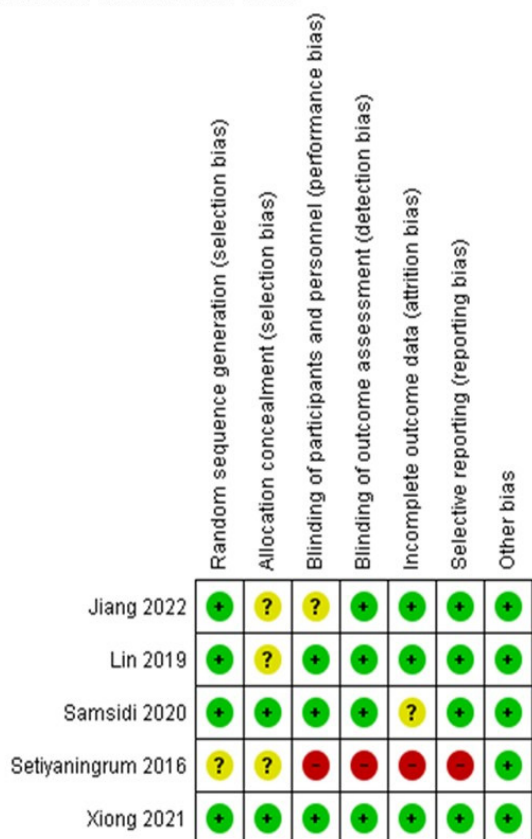 Random sequence generation (selection bias)
Allocation concealment (selection bias)
Blinding of participants and personnel (performance bias)
Blinding of outcome assessment (detection bias)
Incomplete outcome data (attrition bias)
Selective reporting (reporting bias)
Other bias
Jiang 2022 + ? ? + + + +
Lin 2019 + ? + + + + +
Samsidi 2020 + + + + ? + +
Setiyaningrum 2016 ? ? - - - - +
Xiong 2021 + + + + + + +